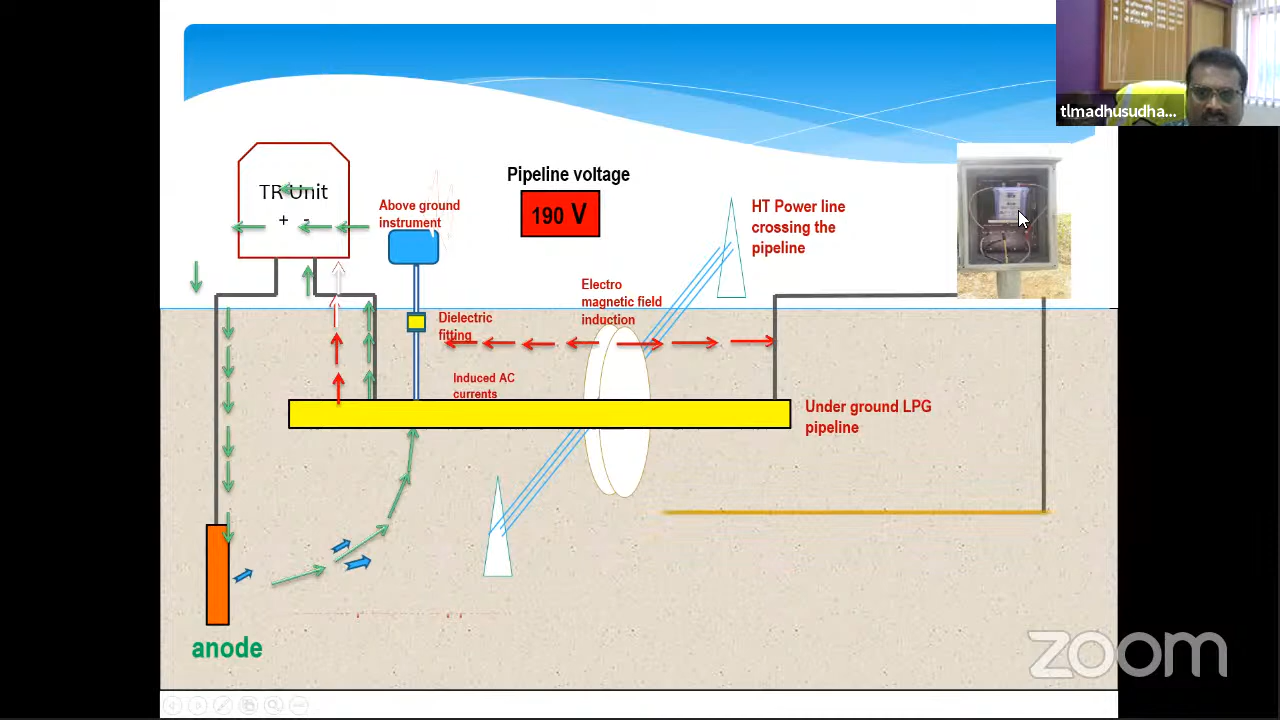 tlmadhusudha...
TR Unit
+ -
Above ground
instrument
Pipeline voltage
190 V
HT Power line
crossing the
pipeline
Electro
magnetic field
induction
Dielectric
fitting
Induced AC
currents
Under ground LPG
pipeline
anode
zoom